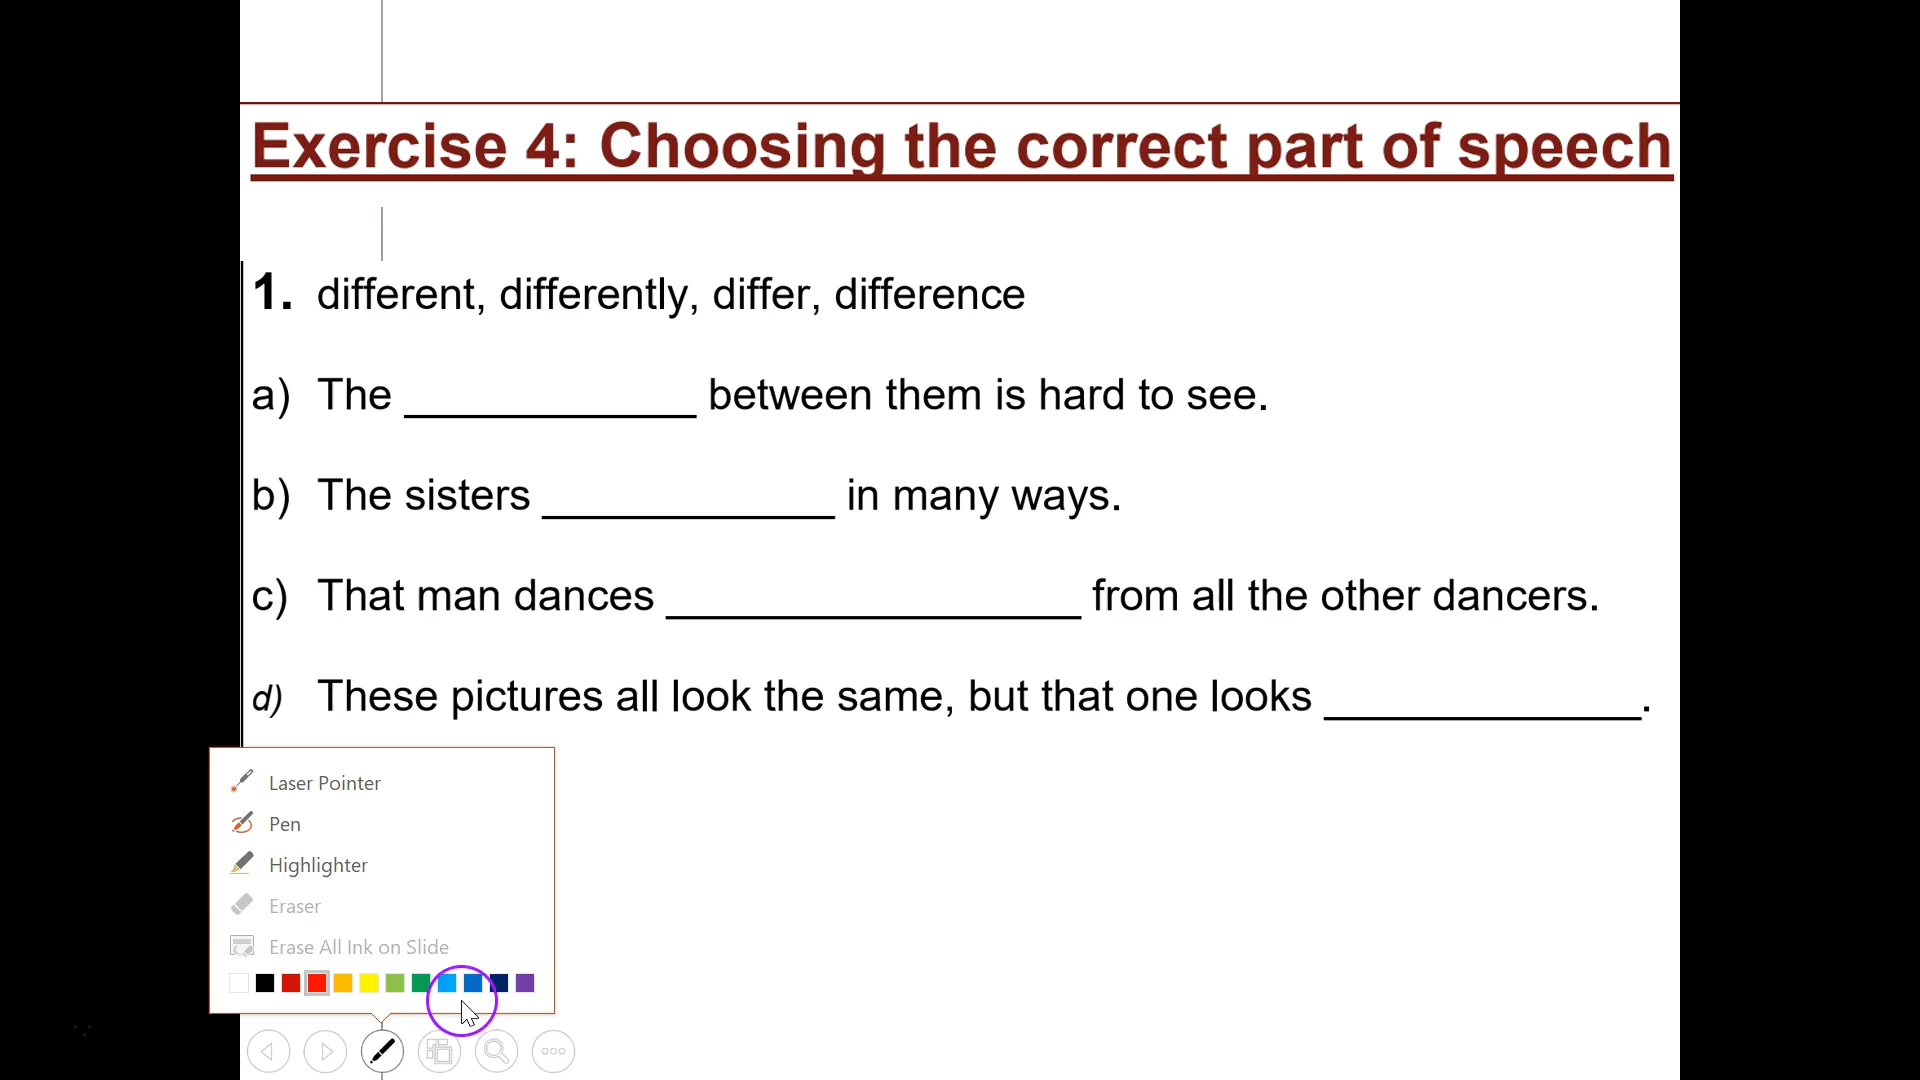 Exercise 4: Choosing the correct part of speech
1. different, differently, differ, difference
a) The ____________ between them is hard to see.
b) The sisters ____________ in many ways.
c) That man dances _________________ from all the other dancers.
d) These pictures all look the same, but that one looks _____________.
Laser Pointer
Pen
Highlighter
Eraser
Erase All Ink on Slide